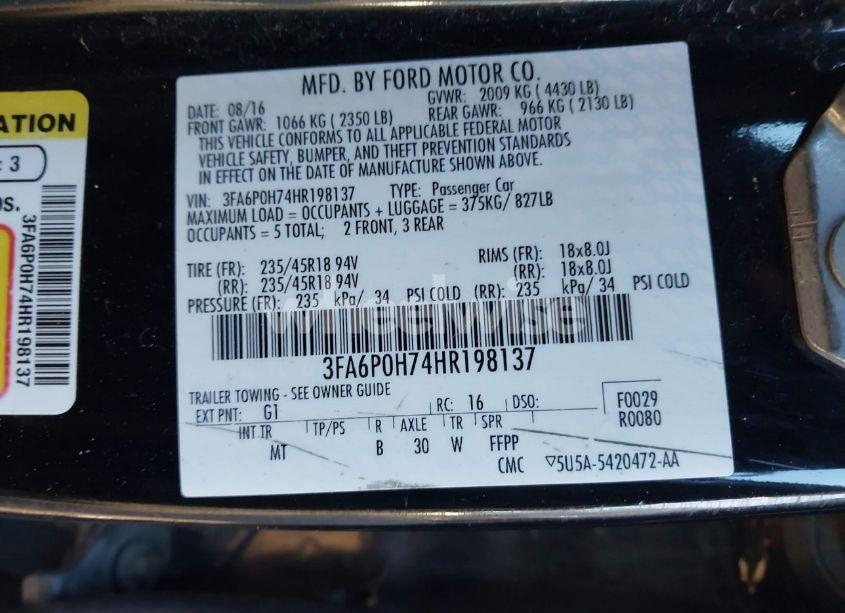 MFD. BY FORD MOTOR CO.
DATE: 08/16 GVWR: 2009 KG ( 4430 LB)
FRONT GAWR: 1066 KG ( 2350 LB) REAR GAWR: 966 KG ( 2130 LB)
THIS VEHICLE CONFORMS TO ALL APPLICABLE FEDERAL MOTOR
VEHICLE SAFETY, BUMPER, AND THEFT PREVENTION STANDARDS
IN EFFECT ON THE DATE OF MANUFACTURE SHOWN ABOVE.
VIN: 3FA6P0H74HR198137 TYPE: Passenger Car
MAXIMUM LOAD = OCCUPANTS + LUGGAGE = 375KG/ 827LB
OCCUPANTS = 5 TOTAL; 2 FRONT, 3 REAR
TIRE (FR): 235/45R18 94V RIMS (FR): 18x8.0J
(RR): 235/45R18 94V (RR): 18x8.0J
PRESSURE (FR): 235 kPa/ 34 PSI COLD (RR): 235 kPa/ 34 PSI COLD
wheelwise
3FA6P0H74HR198137
TRAILER TOWING - SEE OWNER GUIDE
EXT PNT: G1 RC: 16 DSO: F0029
R0080
INT TR TP/PS R AXLE TR SPR
MT B 30 W FFPP
CMC ▽5U5A-5420472-AA
ATION
: 3
os.
3FA6P0H74HR198137